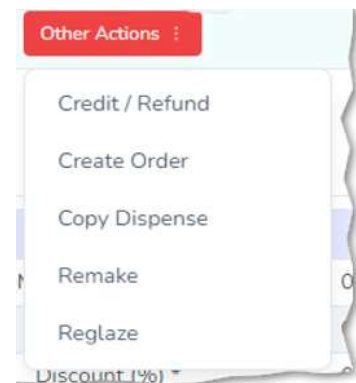 Other Actions
Credit / Refund
Create Order
Copy Dispense
Remake
Reglaze
Discount (%) *